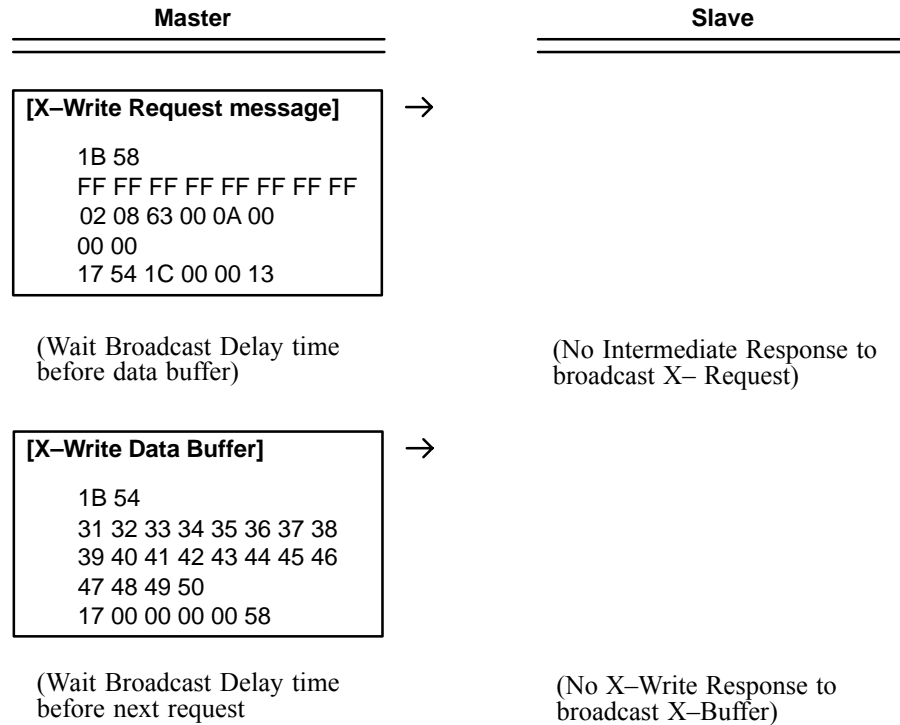 Master
Slave
[X–Write Request message]
→
1B 58
FF FF FF FF FF FF FF FF
02 08 63 00 0A 00
00 00
17 54 1C 00 00 13
(Wait Broadcast Delay time
before data buffer)
(No Intermediate Response to
broadcast X– Request)
[X–Write Data Buffer]
→
1B 54
31 32 33 34 35 36 37 38
39 40 41 42 43 44 45 46
47 48 49 50
17 00 00 00 00 58
(Wait Broadcast Delay time
before next request
(No X–Write Response to
broadcast X–Buffer)